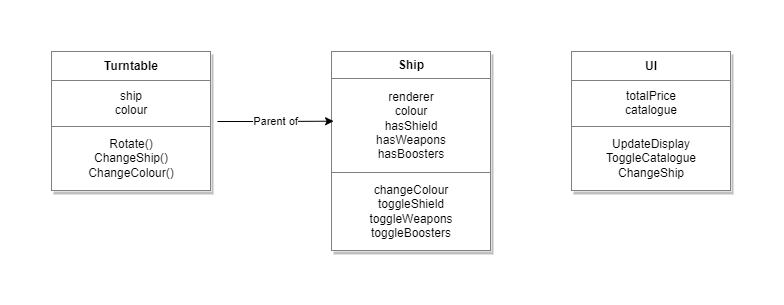 Turntable
ship
colour
Rotate()
ChangeShip()
ChangeColour()
Parent of
Ship
renderer
colour
hasShield
hasWeapons
hasBoosters
changeColour
toggleShield
toggleWeapons
toggleBoosters
UI
totalPrice
catalogue
UpdateDisplay
ToggleCatalogue
ChangeShip